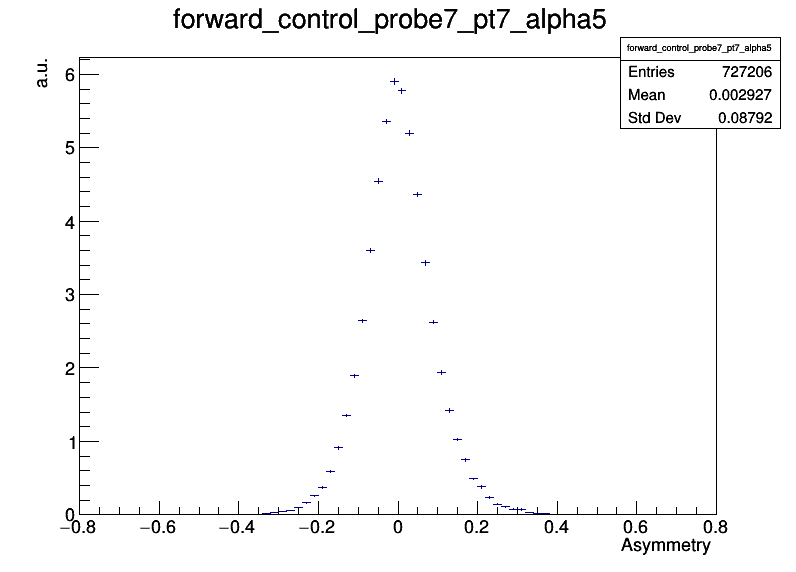 forward_control_probe7_pt7_alpha5
forward_control_probe7_pt7_alpha5
Entries 727206
Mean 0.002927
Std Dev 0.08792
a.u.
6
5
4
3
2
1
0
−0.8 −0.6 −0.4 −0.2 0 0.2 0.4 0.6 0.8
Asymmetry